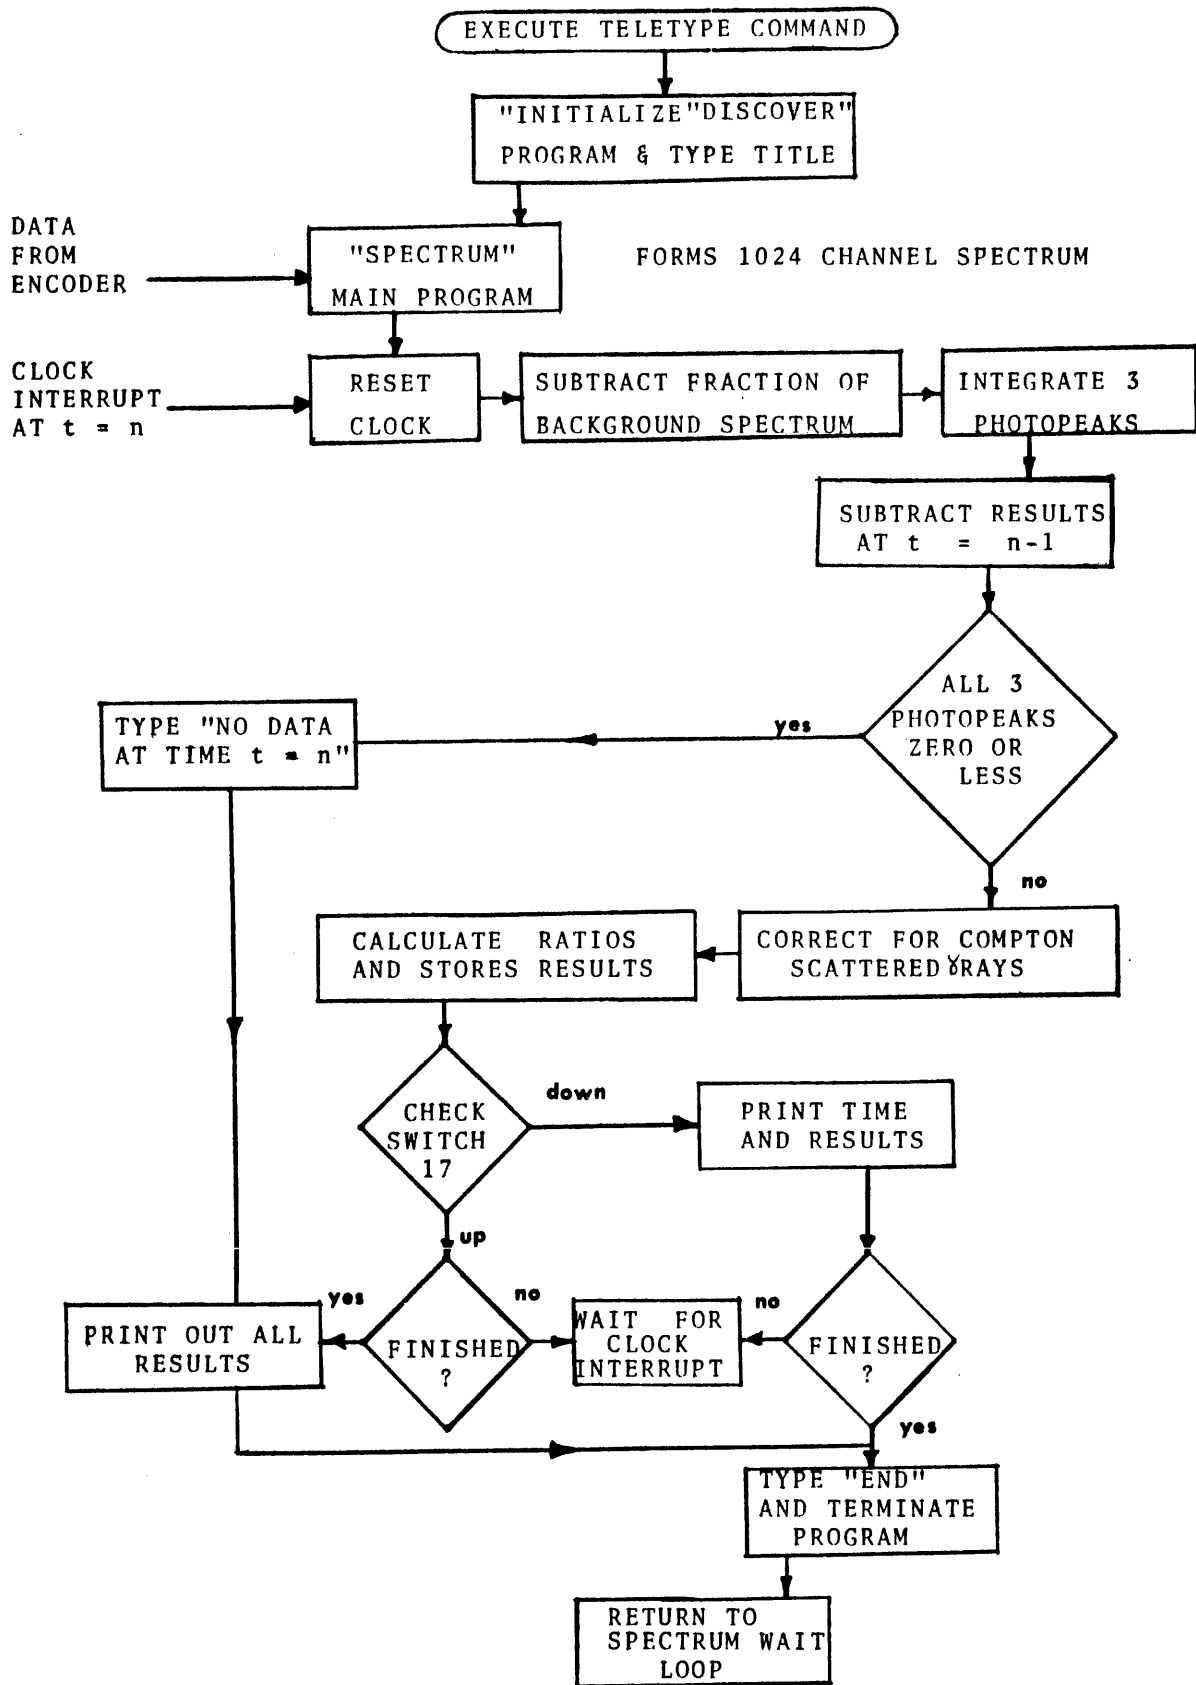 EXECUTE TELETYPE COMMAND
"INITIALIZE"DISCOVER"
PROGRAM & TYPE TITLE
DATA
FROM
ENCODER
"SPECTRUM"
MAIN PROGRAM
FORMS 1024 CHANNEL SPECTRUM
CLOCK
INTERRUPT
AT t = n
RESET
CLOCK
SUBTRACT FRACTION OF
BACKGROUND SPECTRUM
INTEGRATE 3
PHOTOPEAKS
SUBTRACT RESULTS
AT t = n-1
ALL 3
PHOTOPEAKS
ZERO OR
LESS
yes
TYPE "NO DATA
AT TIME t = n"
no
CORRECT FOR COMPTON
SCATTERED γ RAYS
CALCULATE RATIOS
AND STORES RESULTS
CHECK
SWITCH
17
down
PRINT TIME
AND RESULTS
up
FINISHED
?
yes
PRINT OUT ALL
RESULTS
no
WAIT FOR
CLOCK
INTERRUPT
no
FINISHED
?
yes
TYPE "END"
AND TERMINATE
PROGRAM
RETURN TO
SPECTRUM WAIT
LOOP